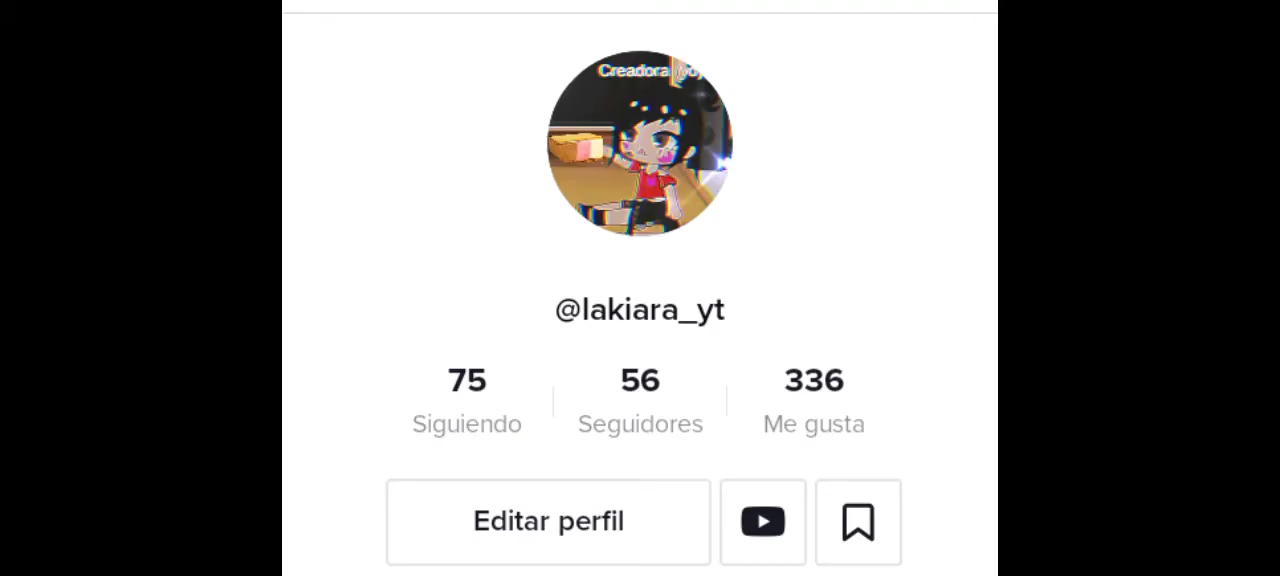 Creadora
@lakiara_yt
75 56 336
Siguiendo Seguidores Me gusta
Editar perfil